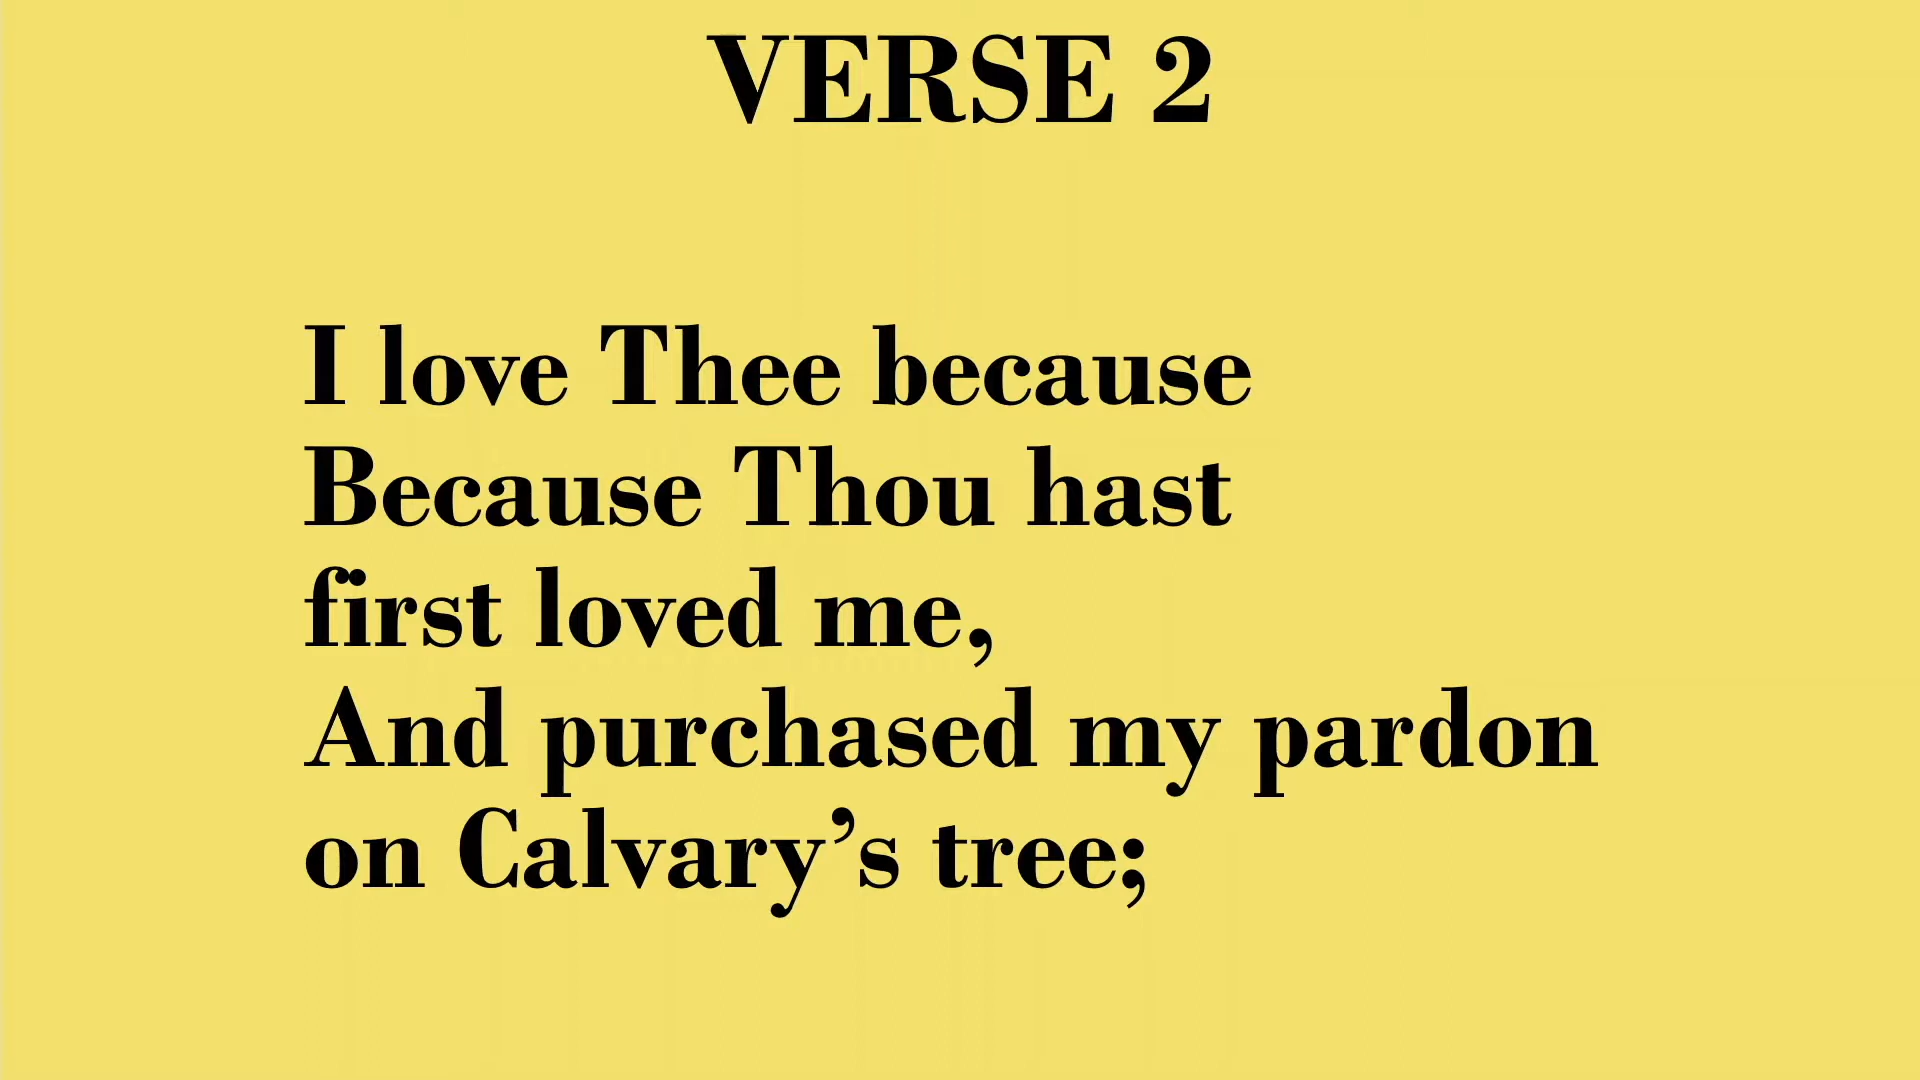 VERSE 2
I love Thee because
Because Thou hast
first loved me,
And purchased my pardon
on Calvary’s tree;